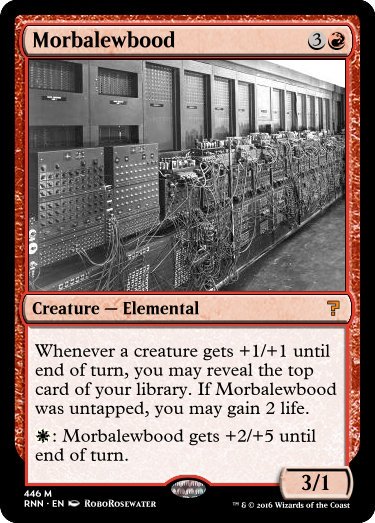 Morbalewbood 3
Creature — Elemental
Whenever a creature gets +1/+1 until
end of turn, you may reveal the top
card of your library. If Morbalewbood
was untapped, you may gain 2 life.
: Morbalewbood gets +2/+5 until
end of turn.
3/1
446 M
RNN • EN RoboRosewater
™ & © 2016 Wizards of the Coast